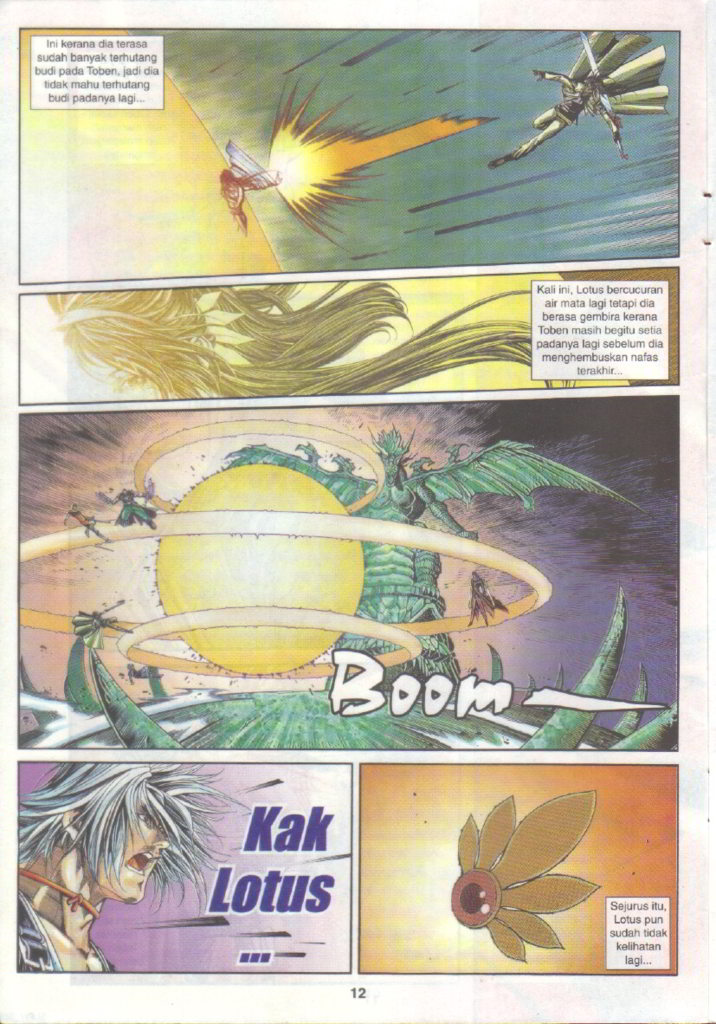 Ini kerana dia terasa
sudah banyak terhutang
budi pada Toben, jadi dia
tidak mahu terhutang
budi padanya lagi...
Kali ini, Lotus bercucuran
air mata lagi tetapi dia
berasa gembira kerana
Toben masih begitu setia
padanya lagi sebelum dia
menghembuskan nafas
terakhir...
Boom
Kak
Lotus
...
Sejurus itu,
Lotus pun
sudah tidak
kelihatan
lagi...
12